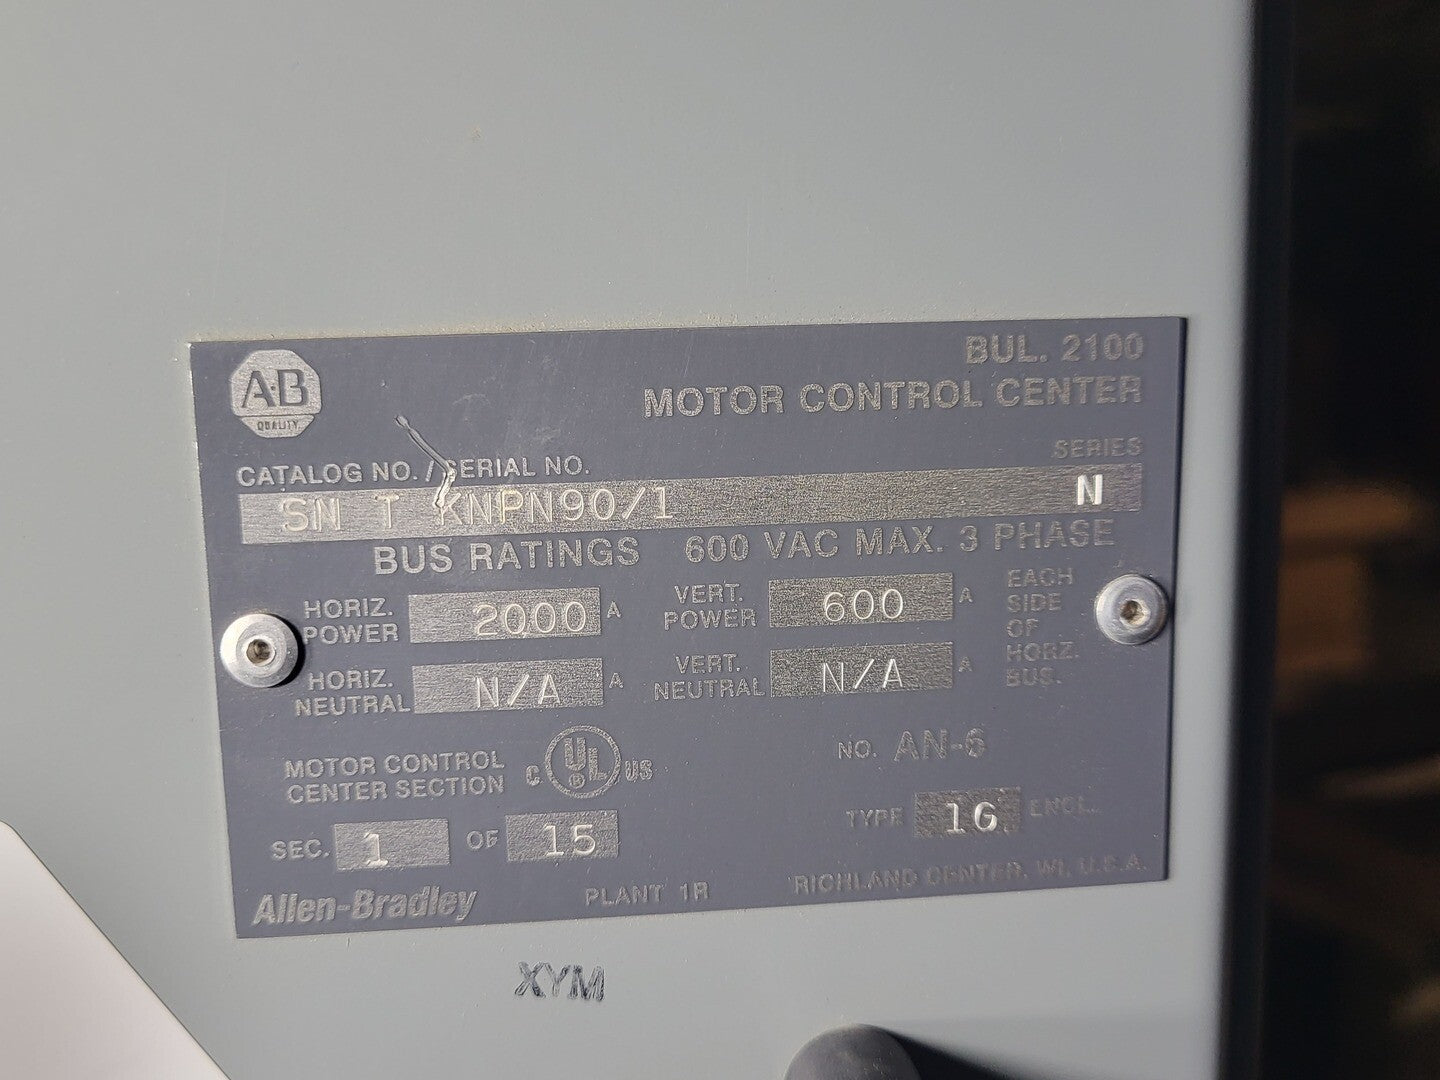 A·B
QUALITY
BUL. 2100
MOTOR CONTROL CENTER
CATALOG NO. / SERIAL NO.
SERIES
SN T KNPN90/1
N
BUS RATINGS 600 VAC MAX. 3 PHASE
HORIZ. POWER 2000 A
VERT. POWER 600 A
EACH SIDE OF HORZ. BUS.
HORIZ. NEUTRAL N/A A
VERT. NEUTRAL N/A A
MOTOR CONTROL CENTER SECTION
C UL ® US
NO. AN-6
SEC. 1 OF 15
TYPE 1G ENCL.
Allen-Bradley
PLANT 1R
RICHLAND CENTER, WI, U.S.A.
XYM